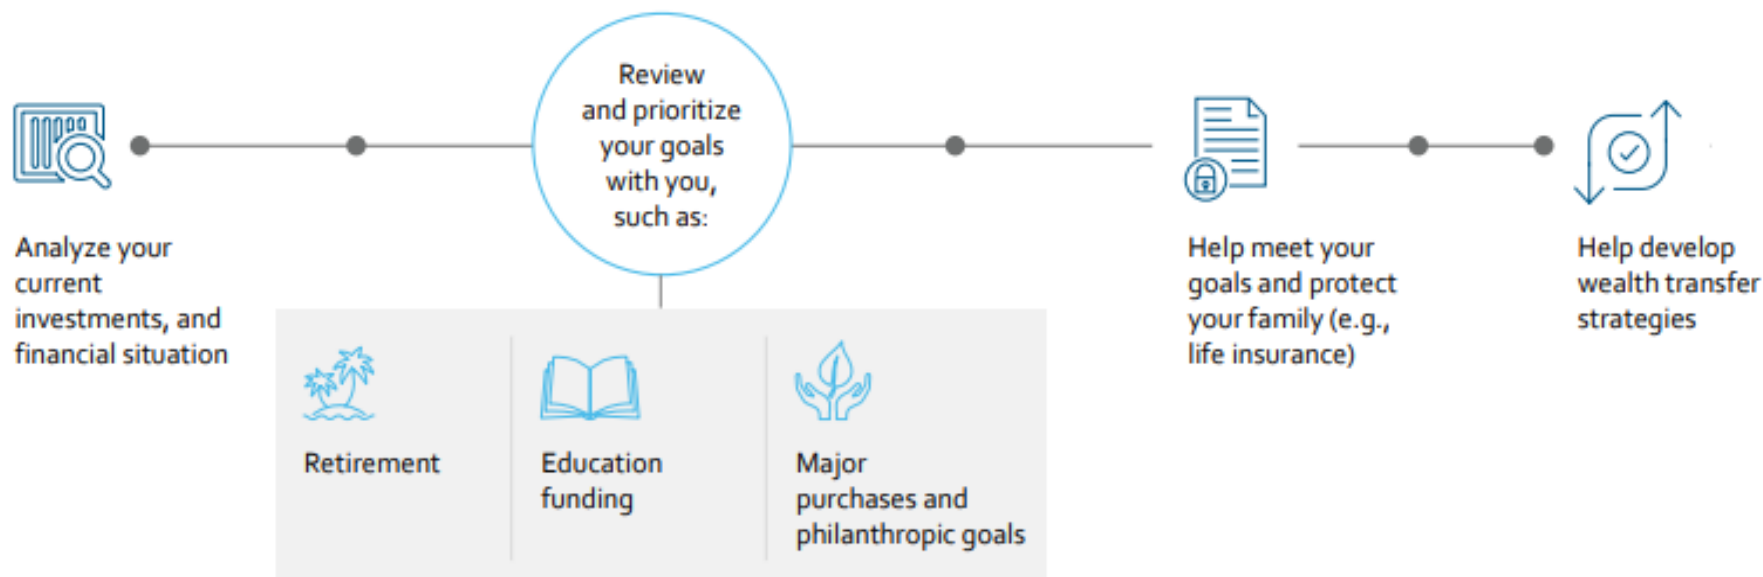 Analyze your
current
investments, and
financial situation
Review
and prioritize
your goals
with you,
such as:
Retirement
Education
funding
Major
purchases and
philanthropic goals
Help meet your
goals and protect
your family (e.g.,
life insurance)
Help develop
wealth transfer
strategies